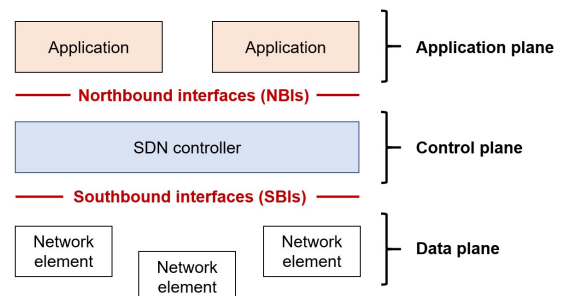 Application
Application
Application plane
Northbound interfaces (NBIs)
SDN controller
Control plane
Southbound interfaces (SBIs)
Network
element
Network
element
Network
element
Data plane